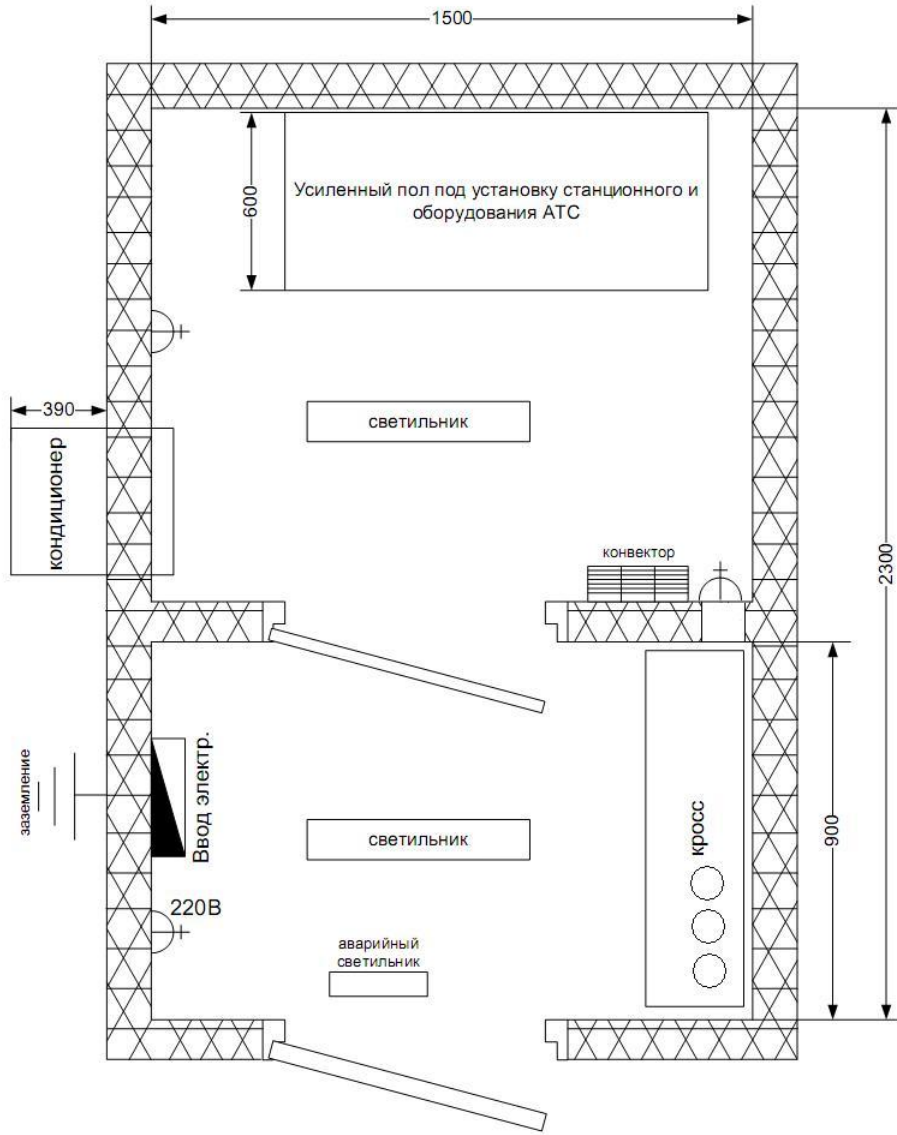 1500
600
Усиленный пол под установку станционного и
оборудования АТС
390
кондиционер
светильник
конвектор
2300
заземление
Ввод электр.
светильник
кросс
900
220В
аварийный
светильник